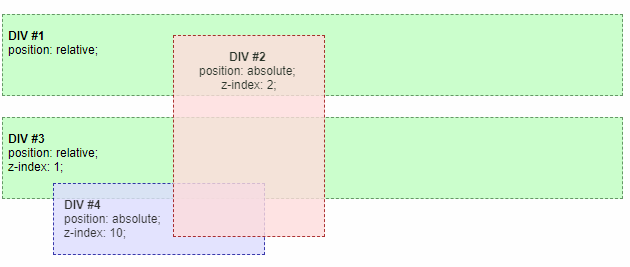 DIV #1
position: relative;
DIV #2
position: absolute;
z-index: 2;
DIV #3
position: relative;
z-index: 1;
DIV #4
position: absolute;
z-index: 10;